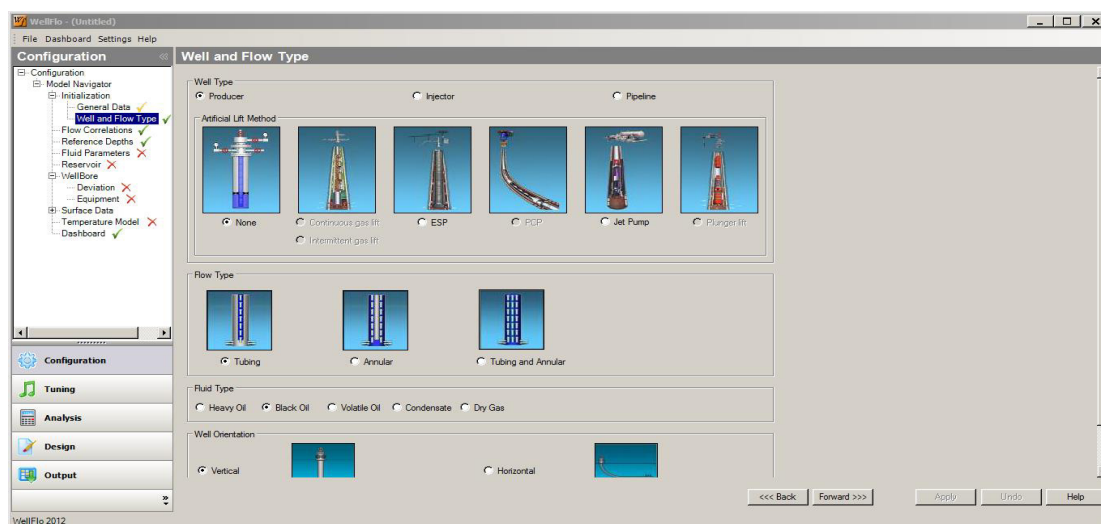 WellFlo - (Untitled)
File Dashboard Settings Help
Configuration «
Well and Flow Type
Configuration
Model Navigator
Initialization
General Data
Well and Flow Type
Flow Correlations
Reference Depths
Fluid Parameters
Reservoir
WellBore
Deviation
Equipment
Surface Data
Temperature Model
Dashboard
Configuration
Tuning
Analysis
Design
Output
WellFlo 2012
Well Type
Producer Injector Pipeline
Artificial Lift Method
None Continuous gas lift ESP PCP Jet Pump Plunger lift
Intermittent gas lift
Flow Type
Tubing Annular Tubing and Annular
Fluid Type
Heavy Oil Black Oil Volatile Oil Condensate Dry Gas
Well Orientation
Vertical Horizontal
<<< Back Forward >>> Apply Undo Help